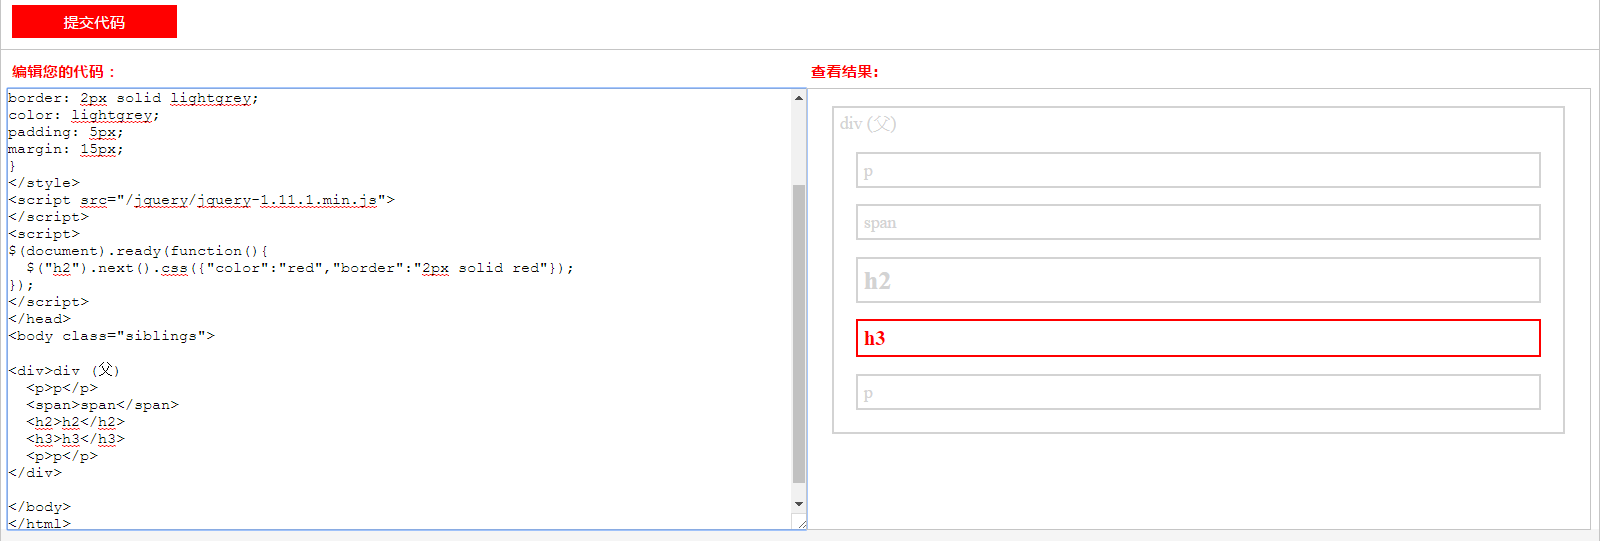 提交代码
编辑您的代码：
查看结果:
border: 2px solid lightgrey;
color: lightgrey;
padding: 5px;
margin: 15px;
}
</style>
<script src="/jquery/jquery-1.11.1.min.js">
</script>
<script>
$(document).ready(function(){
  $("h2").next().css({"color":"red","border":"2px solid red"});
});
</script>
</head>
<body class="siblings">
<div>div (父)
  <p>p</p>
  <span>span</span>
  <h2>h2</h2>
  <h3>h3</h3>
  <p>p</p>
</div>
</body>
</html>
div (父)
p
span
h2
h3
p